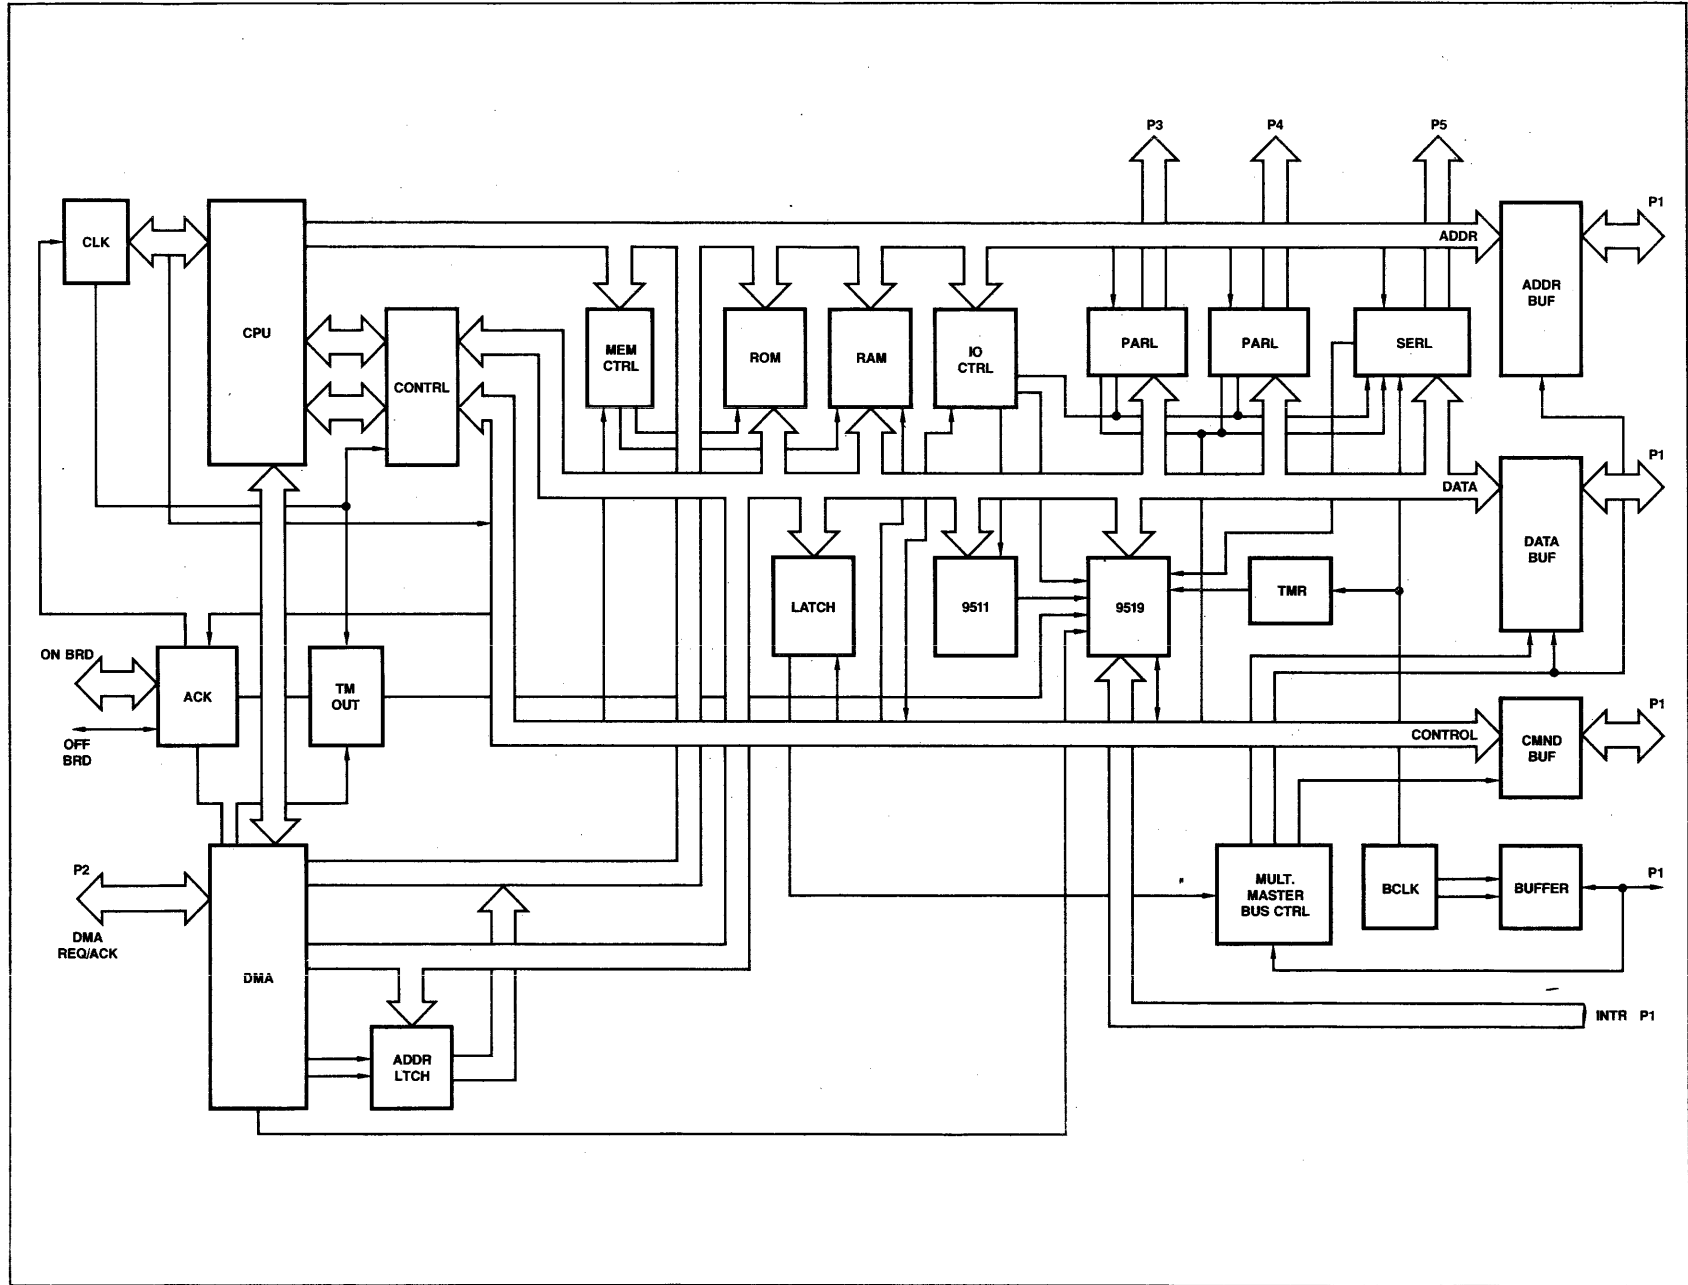 P3
P4
P5
P1
CLK
ADDR
ADDR
BUF
CPU
MEM
CTRL
ROM
RAM
IO
CTRL
PARL
PARL
SERL
CONTRL
P1
DATA
DATA
BUF
LATCH
9511
9519
TMR
ON BRD
ACK
TM
OUT
OFF
BRD
P1
CONTROL
CMND
BUF
P2
DMA
REQ/ACK
MULT.
MASTER
BUS CTRL
BCLK
BUFFER
P1
DMA
INTR P1
ADDR
LTCH